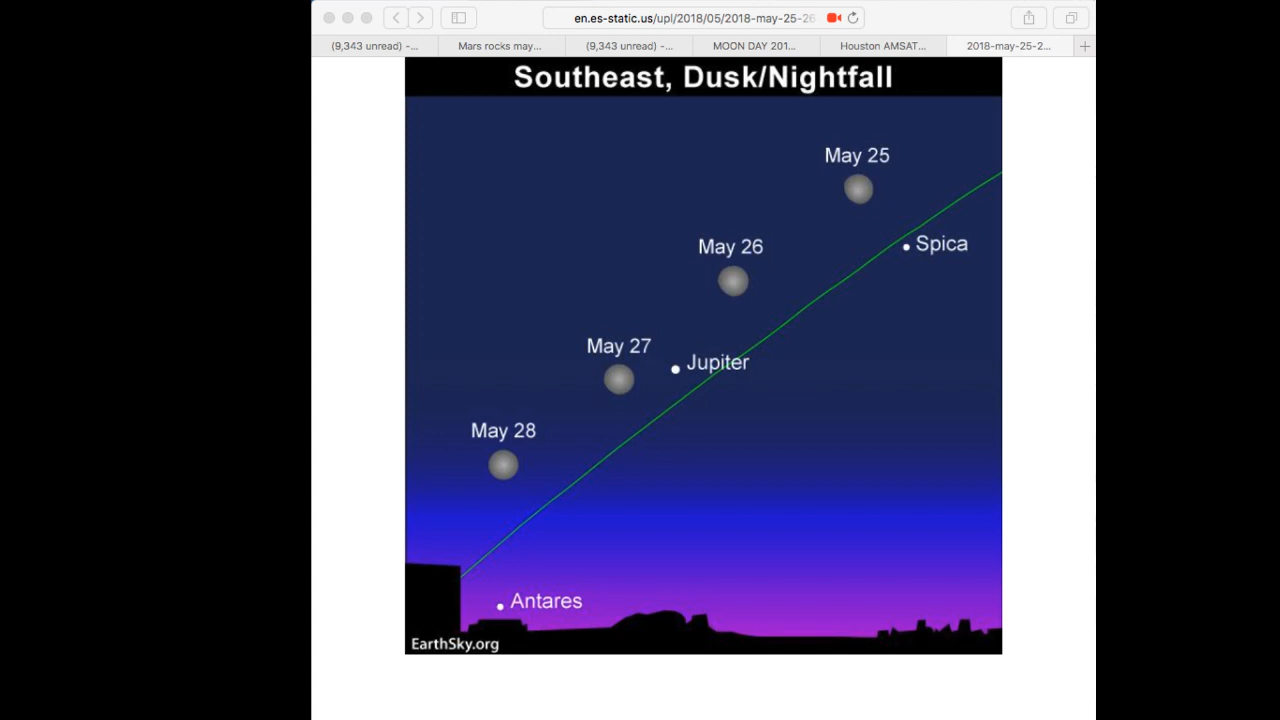 en.es-static.us/upl/2018/05/2018-may-25-26
(9,343 unread) -...
Mars rocks may...
(9,343 unread) -...
MOON DAY 201...
Houston AMSAT...
2018-may-25-2...
Southeast, Dusk/Nightfall
May 25
Spica
May 26
May 27
Jupiter
May 28
Antares
EarthSky.org